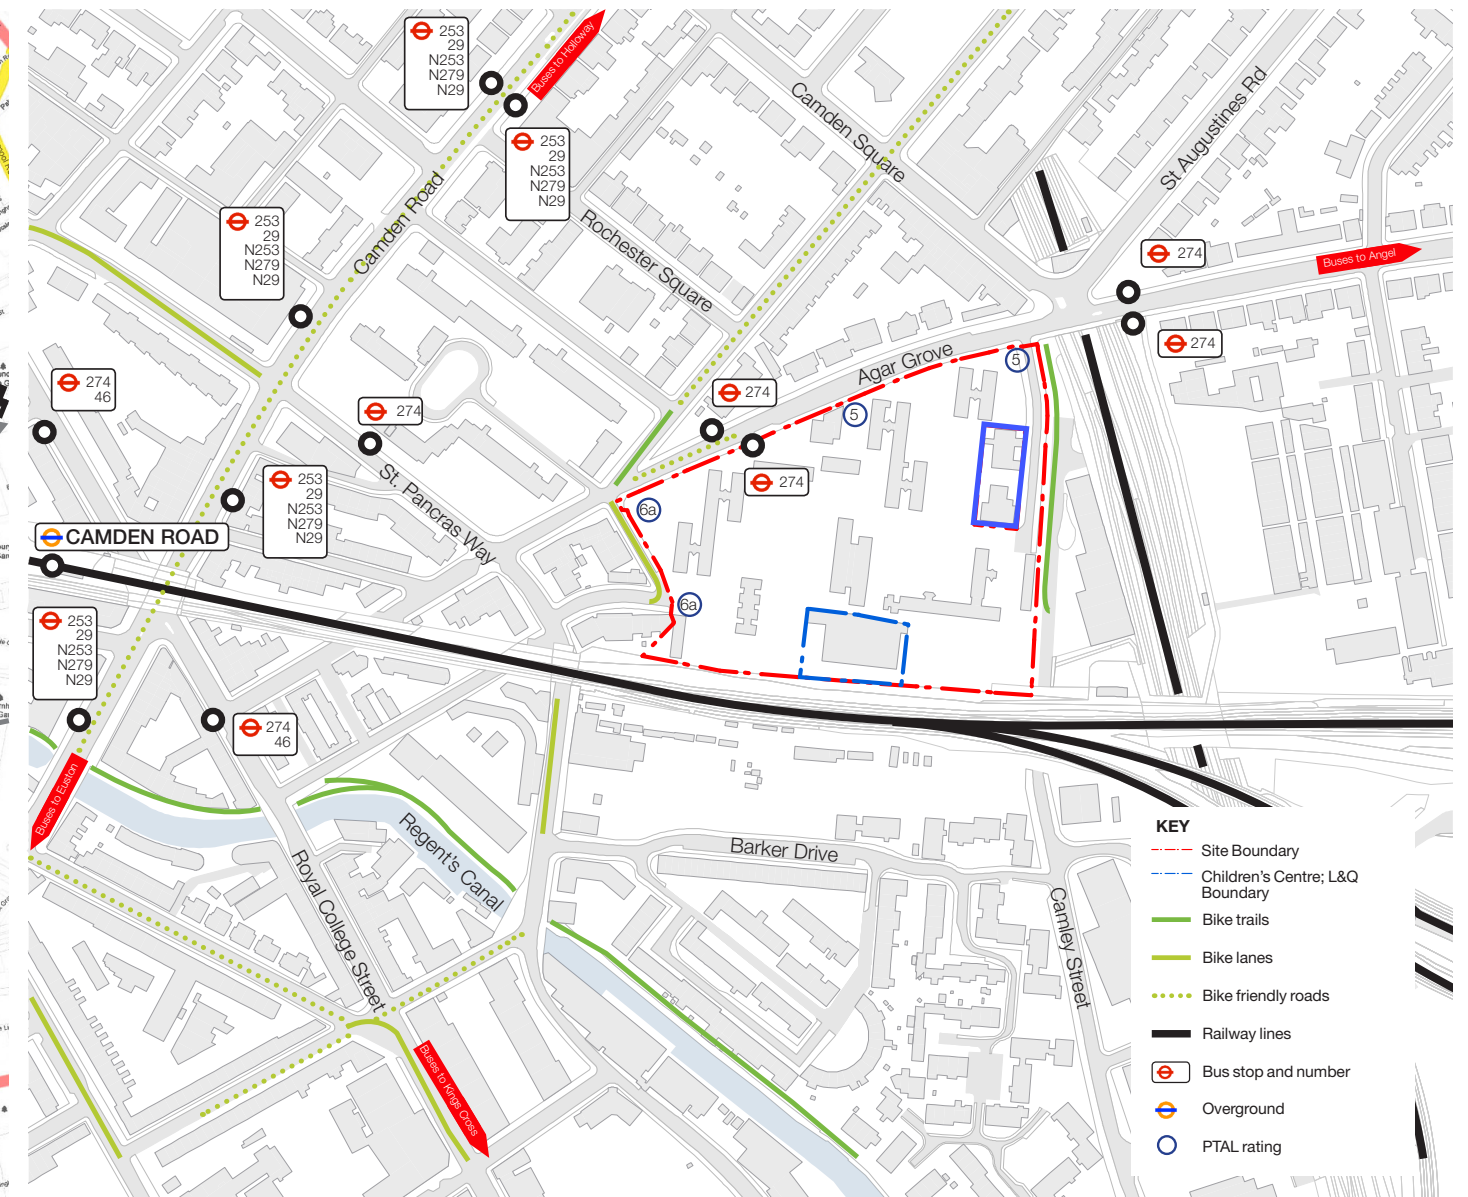 253
29
N253
N279
N29
Buses to Holloway
253
29
N253
N279
N29
Camden Square
St Augustines Rd
Camden Road
253
29
N253
N279
N29
Rochester Square
274
Buses to Angel
274
274
46
274
274
Agar Grove
5
5
274
St. Pancras Way
253
29
N253
N279
N29
6a
CAMDEN ROAD
6a
253
29
N253
N279
N29
274
46
Buses to Euston
Regent's Canal
Royal College Street
Barker Drive
Camley Street
Buses to Kings Cross
KEY
Site Boundary
Children's Centre; L&Q
Boundary
Bike trails
Bike lanes
Bike friendly roads
Railway lines
Bus stop and number
Overground
PTAL rating